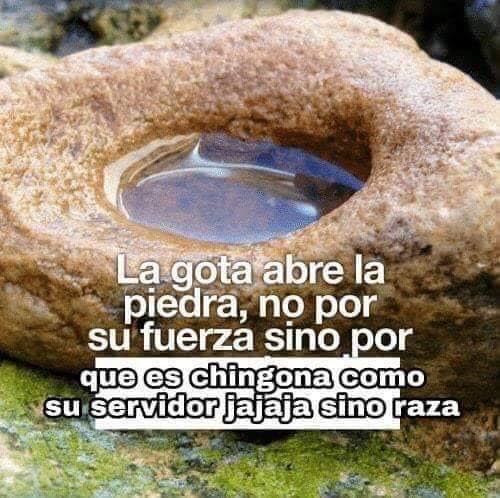 La gota abre la
piedra, no por
su fuerza sino por
que es chingona como
su servidor jajaja sino raza